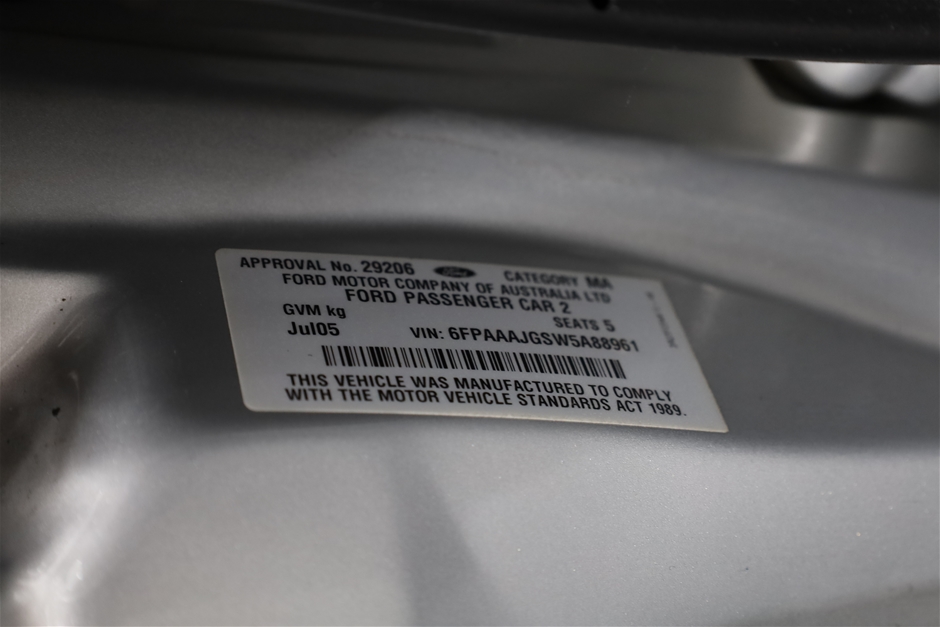 APPROVAL No. 29206 Ford CATEGORY MA
FORD MOTOR COMPANY OF AUSTRALIA LTD
FORD PASSENGER CAR 2
GVM kg SEATS 5
Jul05 VIN: 6FPAAAJGSW5A88961
THIS VEHICLE WAS MANUFACTURED TO COMPLY
WITH THE MOTOR VEHICLE STANDARDS ACT 1989.